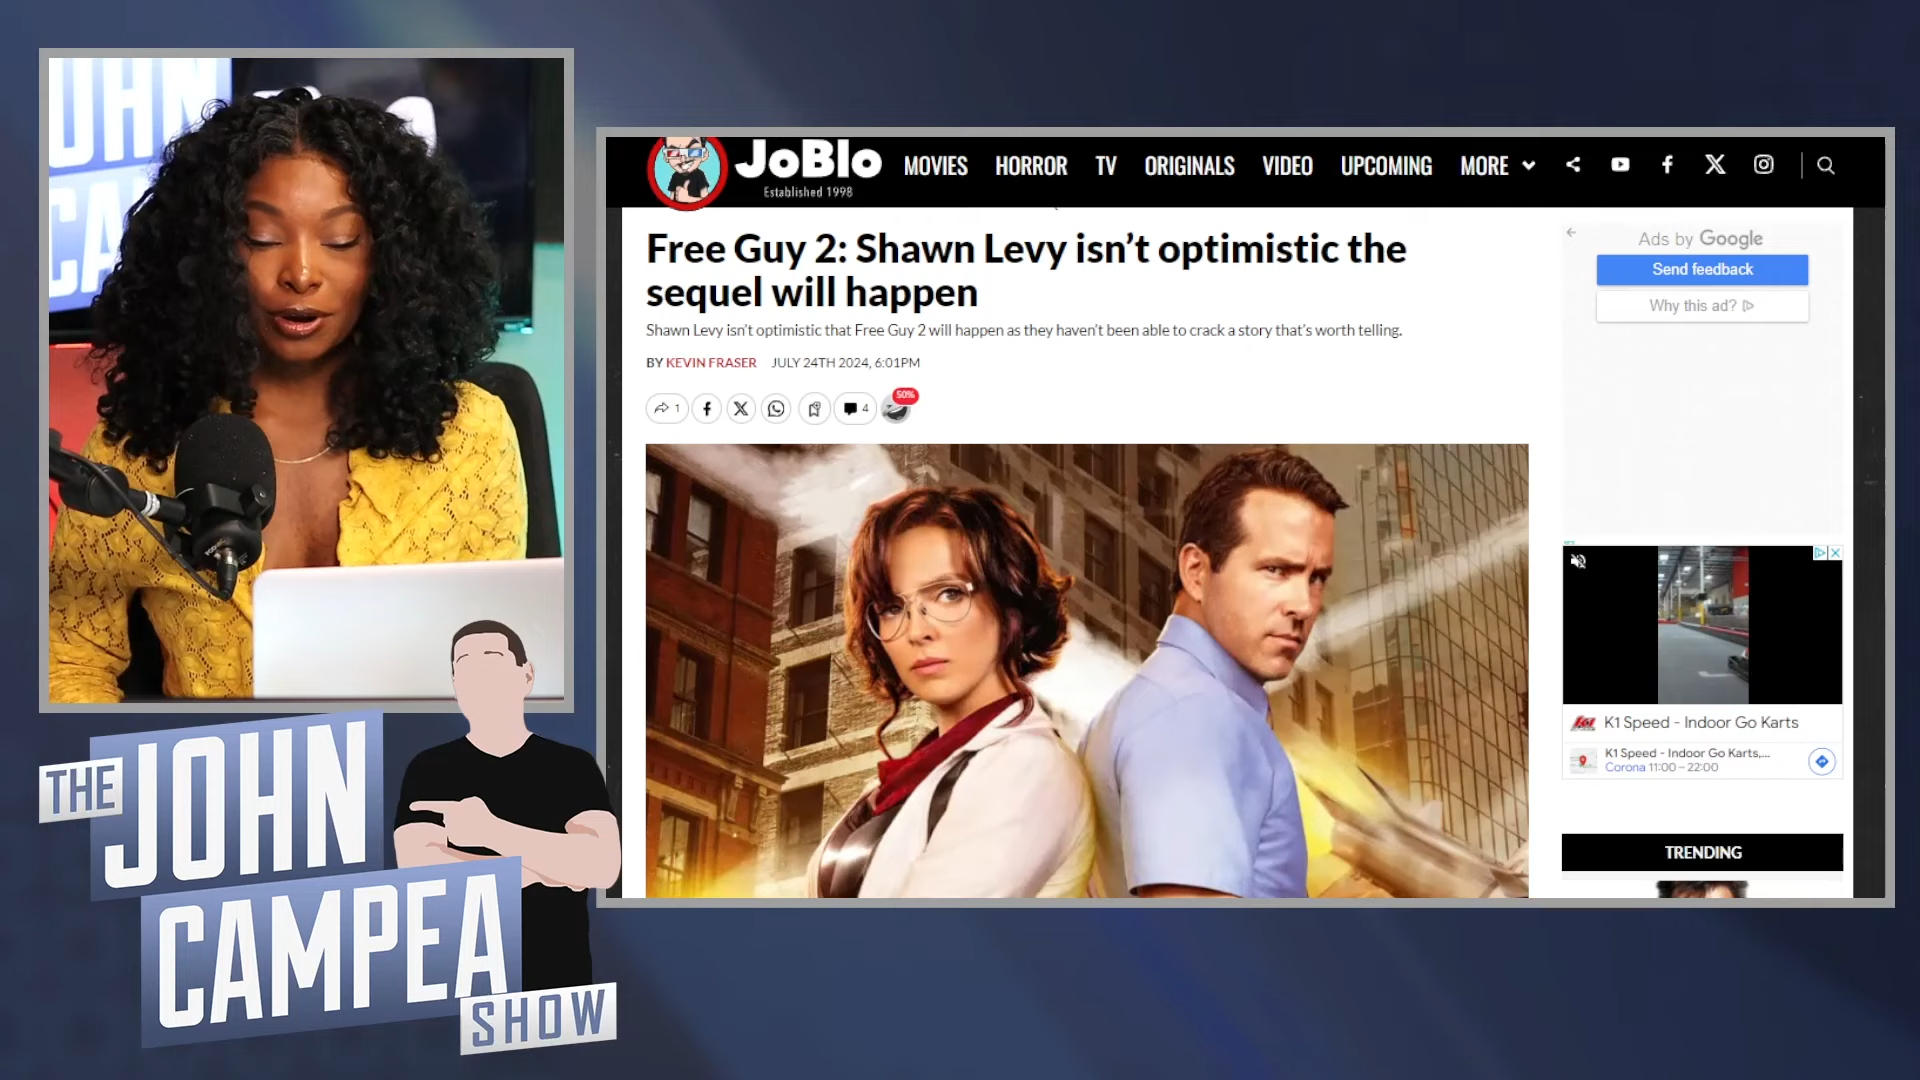 OHN
CA
JoBlo
Established 1998
MOVIES HORROR TV ORIGINALS VIDEO UPCOMING MORE
Free Guy 2: Shawn Levy isn’t optimistic the
sequel will happen
Shawn Levy isn’t optimistic that Free Guy 2 will happen as they haven’t been able to crack a story that’s worth telling.
BY KEVIN FRASER JULY 24TH 2024, 6:01PM
1
4
50%
Ads by Google
Send feedback
Why this ad?
K1 Speed - Indoor Go Karts
K1 Speed - Indoor Go Karts,...
Corona 11:00 – 22:00
TRENDING
THE
JOHN
CAMPEA
SHOW